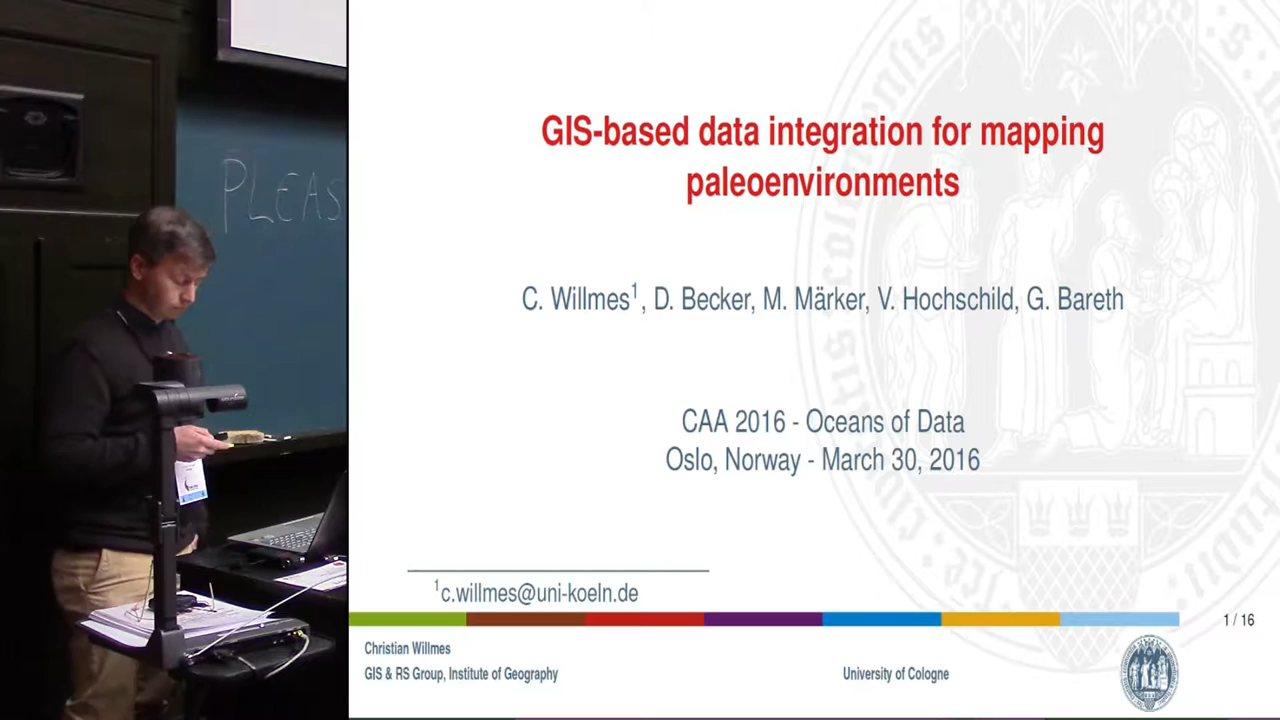 PLEAS
GIS-based data integration for mapping
paleoenvironments
C. Willmes¹, D. Becker, M. Märker, V. Hochschild, G. Bareth
CAA 2016 - Oceans of Data
Oslo, Norway - March 30, 2016
¹c.willmes@uni-koeln.de
1 / 16
Christian Willmes
GIS & RS Group, Institute of Geography
University of Cologne